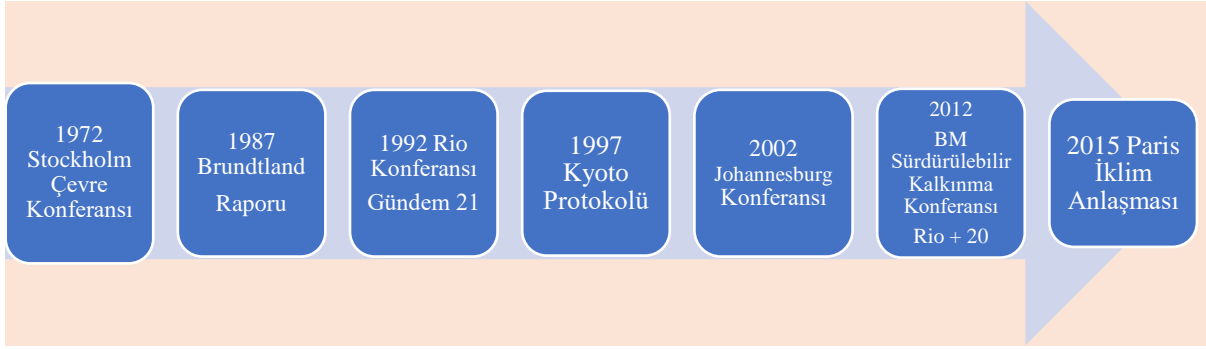 1972
Stockholm
Çevre
Konferansı
1987
Brundtland
Raporu
1992 Rio
Konferansı
Gündem 21
1997
Kyoto
Protokolü
2002
Johannesburg
Konferansı
2012
BM
Sürdürülebilir
Kalkınma
Konferansı
Rio + 20
2015 Paris
İklim
Anlaşması